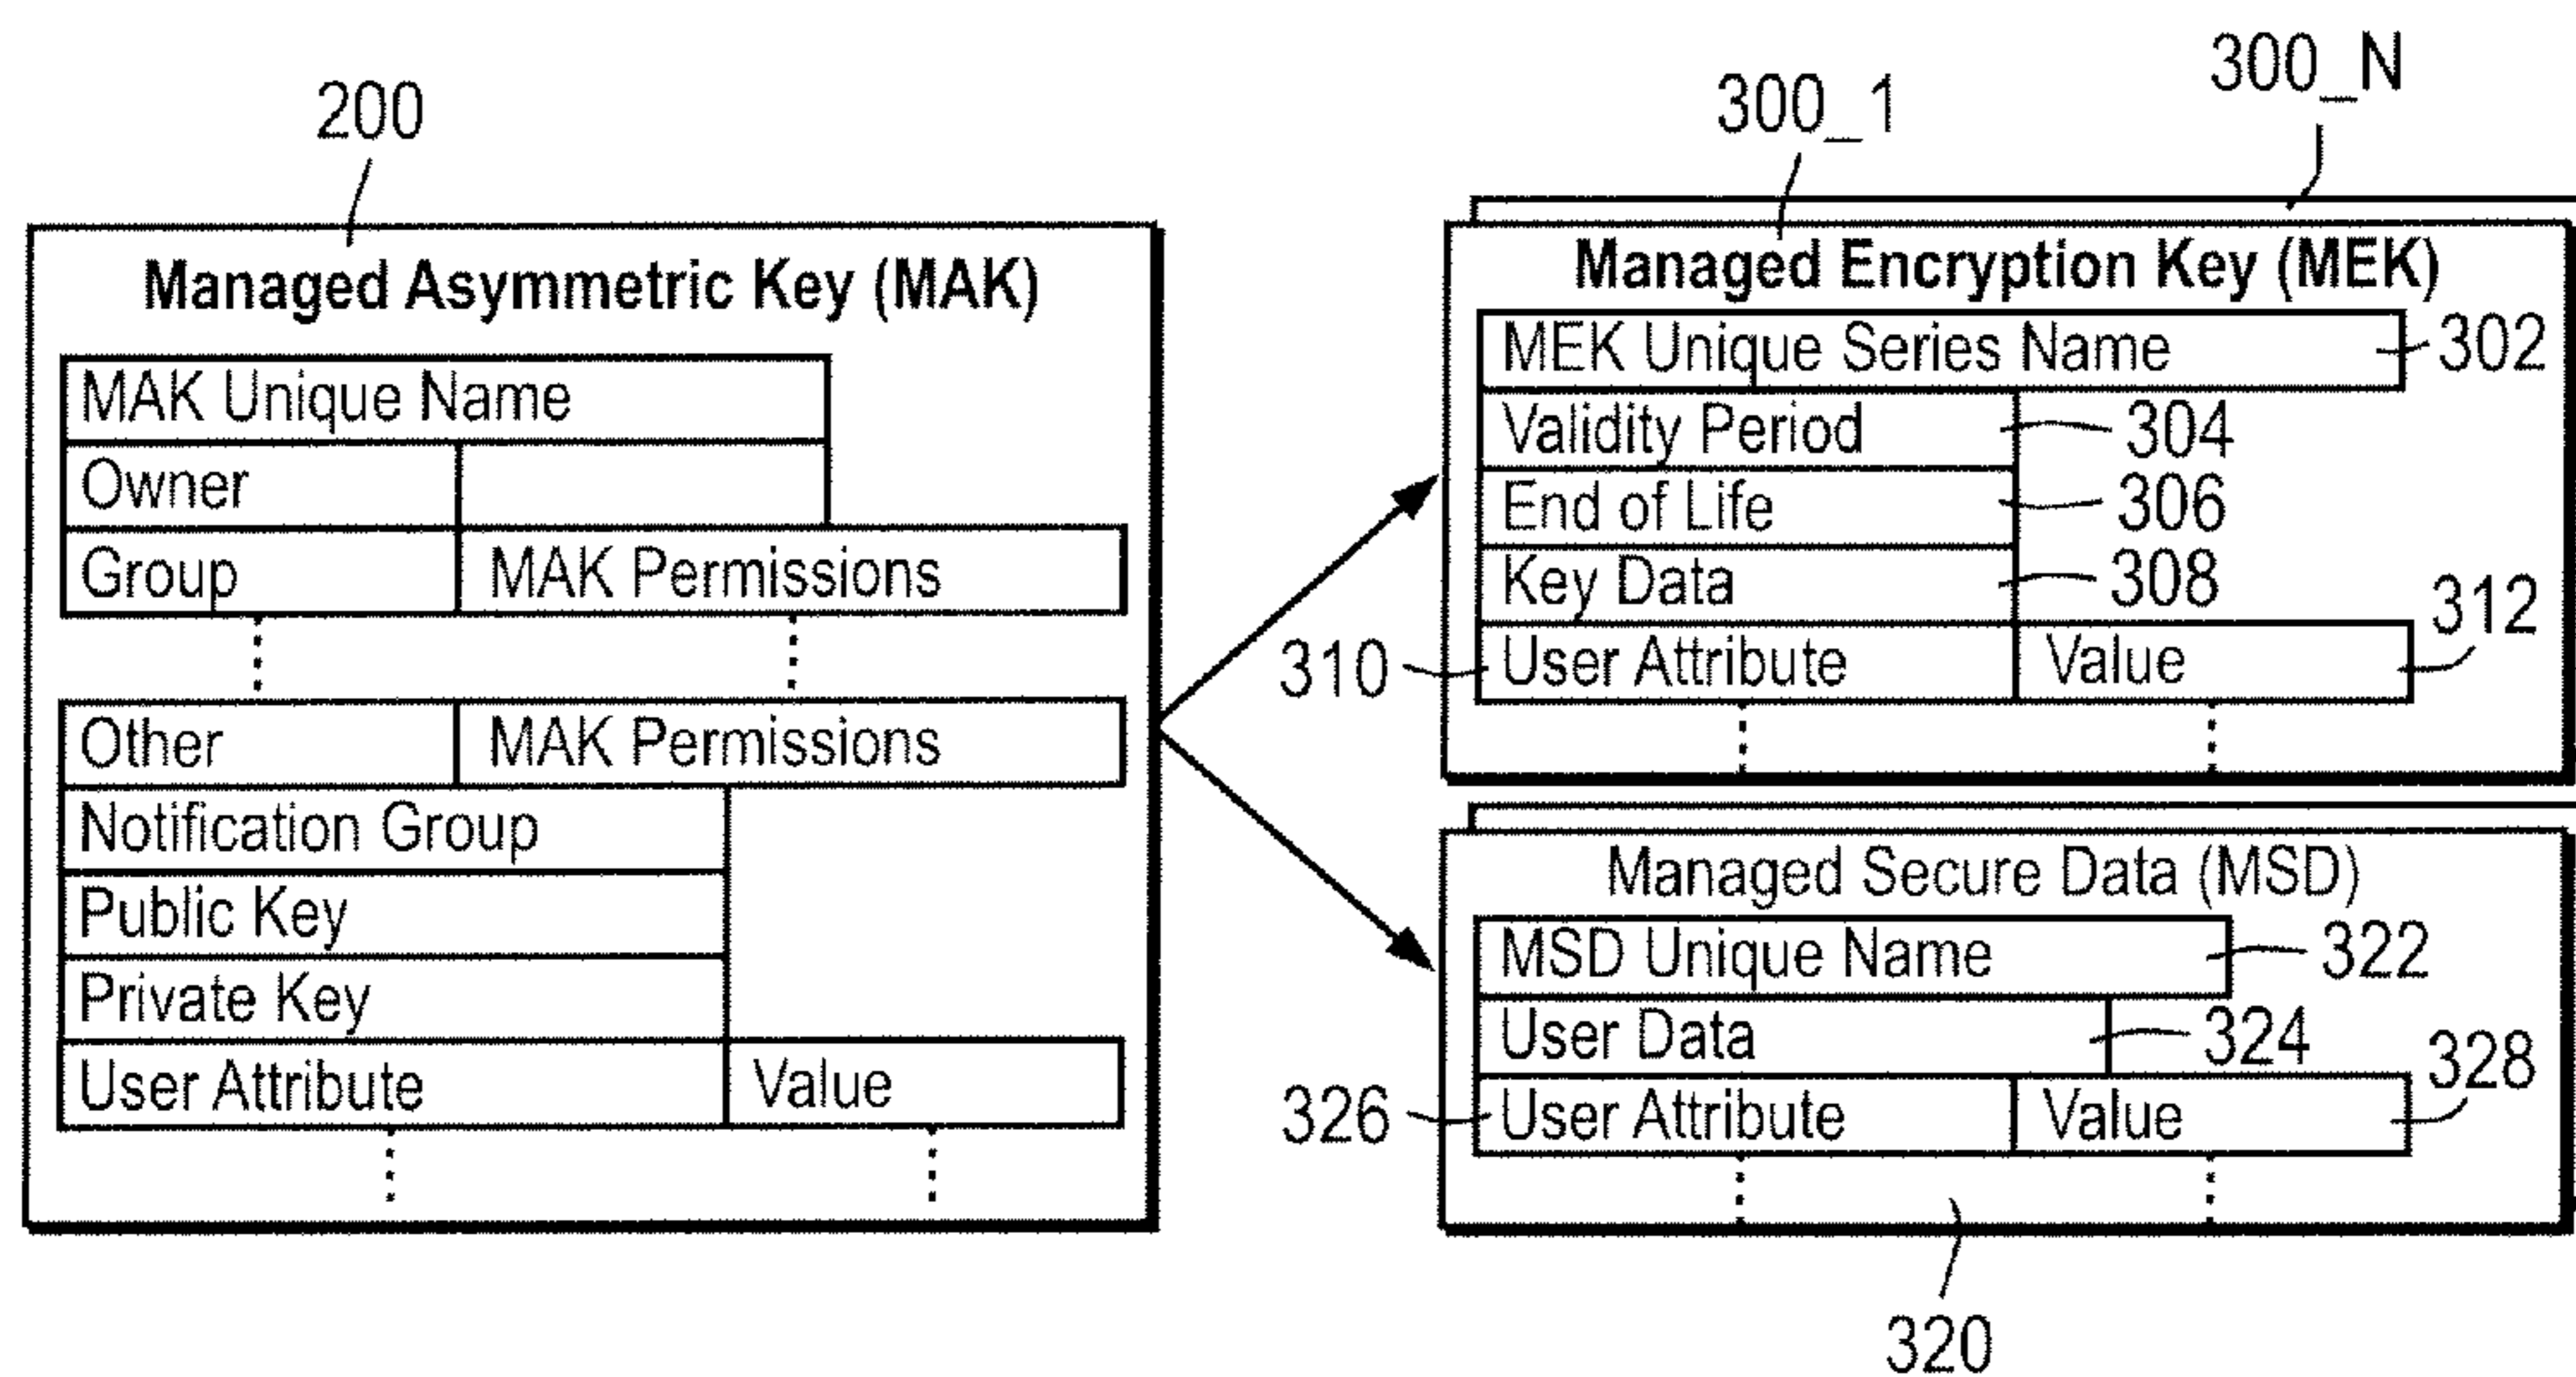 200
Managed Asymmetric Key (MAK)
MAK Unique Name
Owner
Group MAK Permissions
Other MAK Permissions
Notification Group
Public Key
Private Key
User Attribute Value
300_1
300_N
Managed Encryption Key (MEK)
MEK Unique Series Name 302
Validity Period 304
End of Life 306
Key Data 308
310 User Attribute Value 312
Managed Secure Data (MSD)
MSD Unique Name 322
User Data 324
326 User Attribute Value 328
320